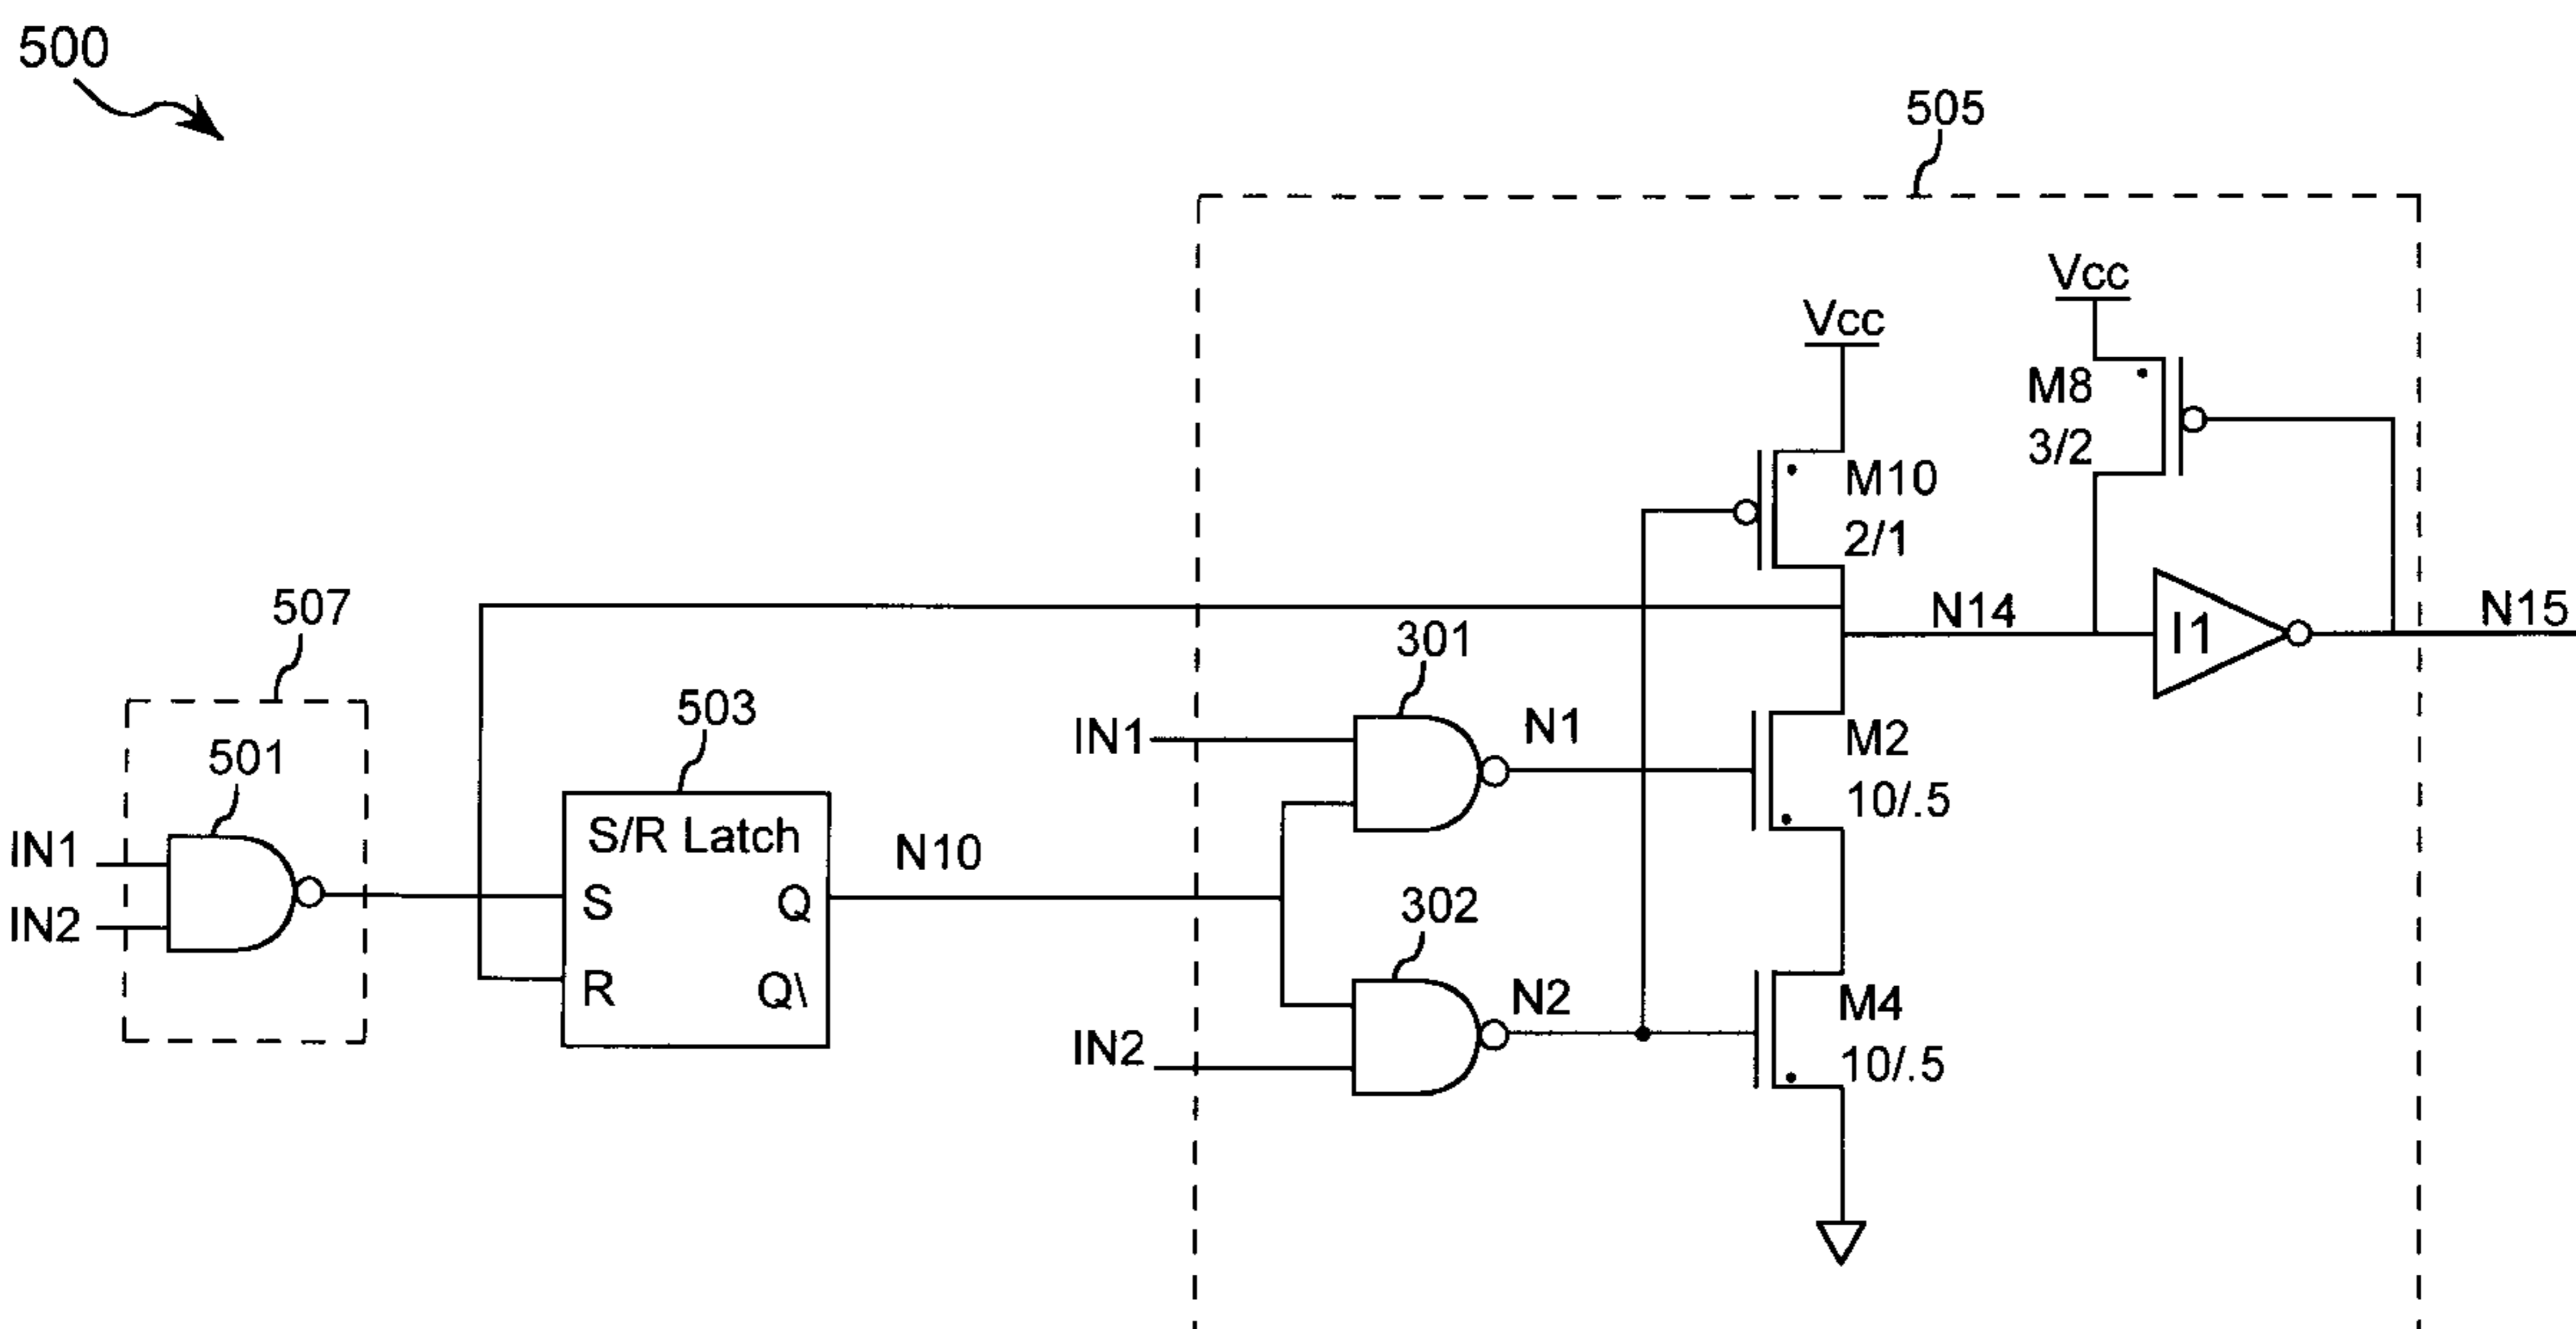 500
505
Vcc
Vcc
M8
3/2
M10
2/1
507
N14
I1
N15
301
503
N1
501
M2
10/.5
IN1
S/R Latch
N10
IN1
IN2
S
Q
302
R
Q\
N2
M4
IN2
10/.5